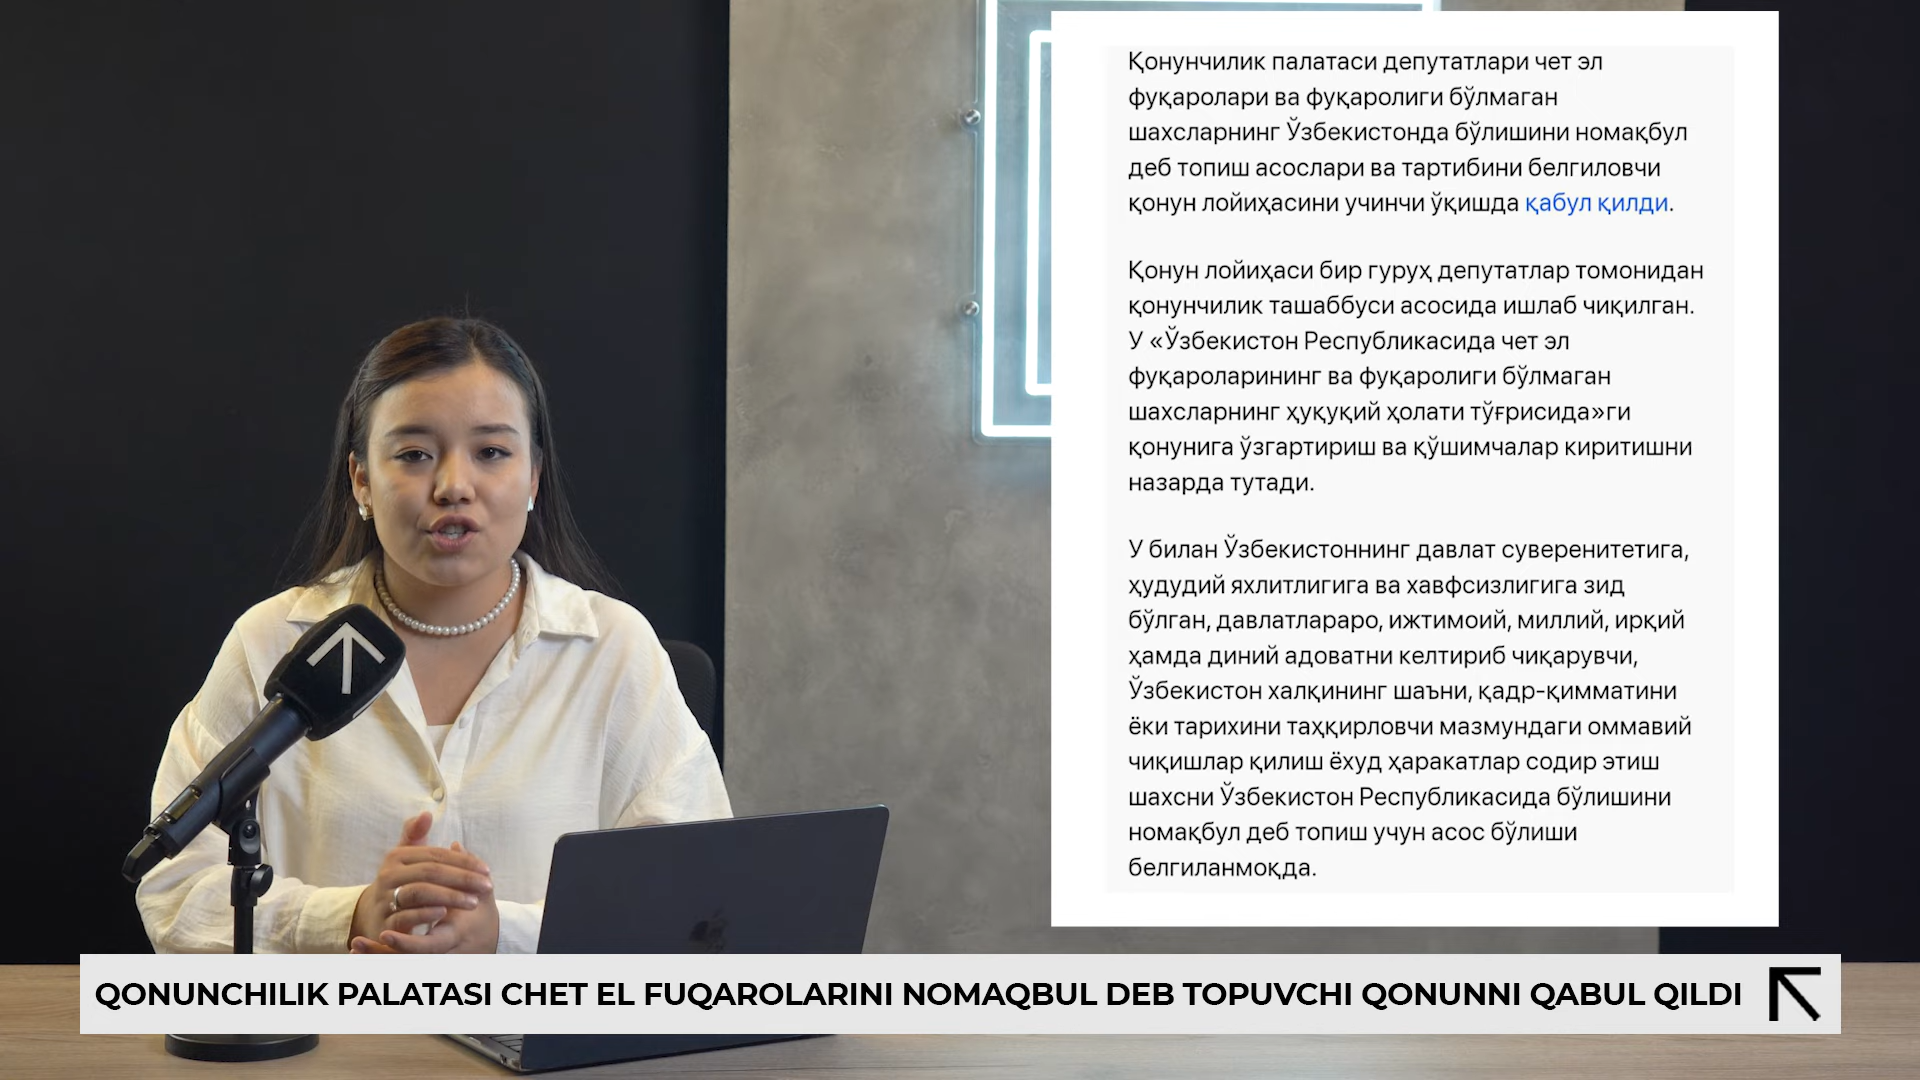 Қонунчилик палатаси депутатлари чет эл
фуқаролари ва фуқаролиги бўлмаган
шахсларнинг Ўзбекистонда бўлишини номақбул
деб топиш асослари ва тартибини белгиловчи
қонун лойиҳасини учинчи ўқишда қабул қилди.
Қонун лойиҳаси бир гуруҳ депутатлар томонидан
қонунчилик ташаббуси асосида ишлаб чиқилган.
У «Ўзбекистон Республикасида чет эл
фуқароларининг ва фуқаролиги бўлмаган
шахсларнинг ҳуқуқий ҳолати тўғрисида»ги
қонунига ўзгартириш ва қўшимчалар киритишни
назарда тутади.
У билан Ўзбекистоннинг давлат суверенитетига,
ҳудудий яхлитлигига ва хавфсизлигига зид
бўлган, давлатлараро, ижтимоий, миллий, ирқий
ҳамда диний адоватни келтириб чиқарувчи,
Ўзбекистон халқининг шаъни, қадр-қимматини
ёки тарихини таҳқирловчи мазмундаги оммавий
чиқишлар қилиш ёхуд ҳаракатлар содир этиш
шахсни Ўзбекистон Республикасида бўлишини
номақбул деб топиш учун асос бўлиши
белгиланмоқда.
QONUNCHILIK PALATASI CHET EL FUQAROLARINI NOMAQBUL DEB TOPUVCHI QONUNNI QABUL QILDI